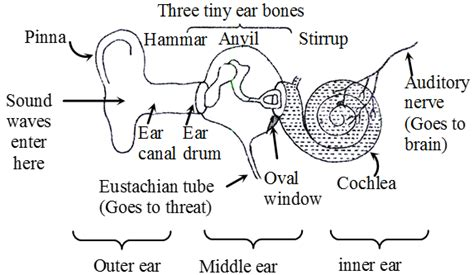 Three tiny ear bones
Pinna
Hammar Anvil Stirrup
Sound
waves
enter
here
Ear
canal
Ear
drum
Eustachian tube
(Goes to threat)
Oval
window
Auditory
nerve
(Goes to
brain)
Cochlea
Outer ear
Middle ear
inner ear